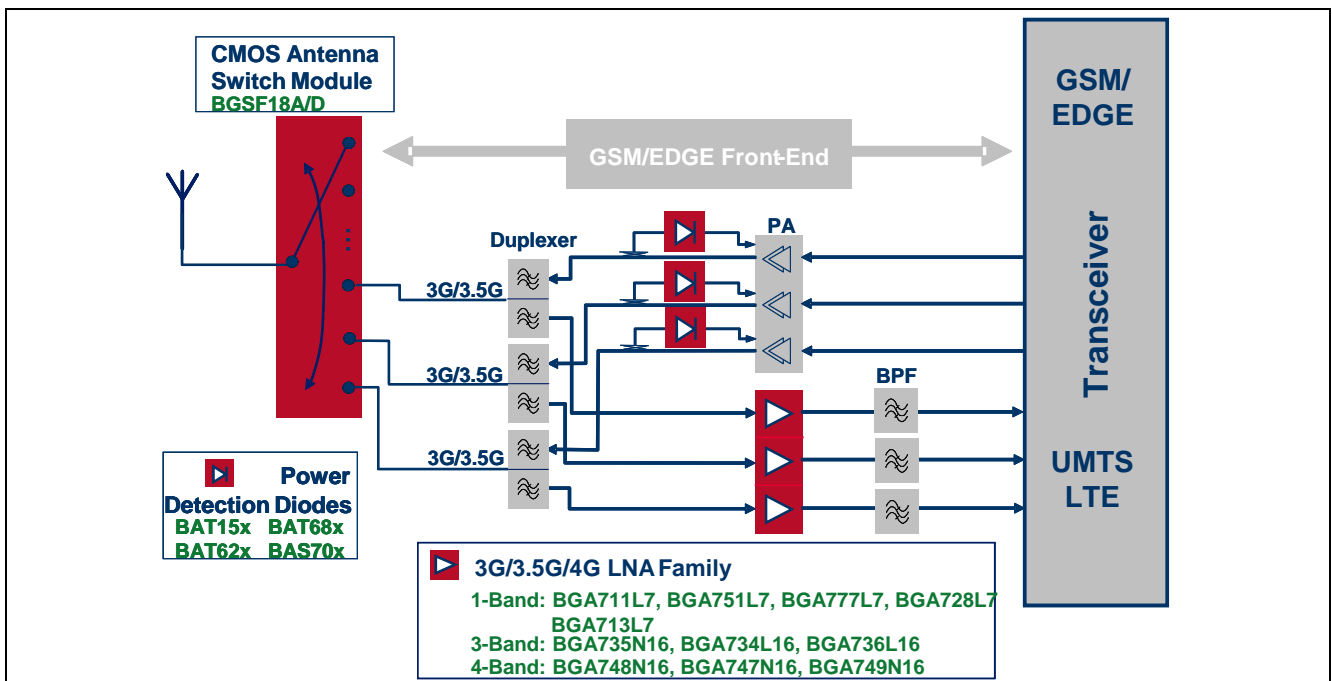 CMOS Antenna
Switch Module
BGSF18A/D
GSM/EDGE Front-End
GSM/
EDGE
Transceiver
UMTS
LTE
PA
Duplexer
...
3G/3.5G
3G/3.5G
3G/3.5G
BPF
Power
Detection Diodes
BAT15x BAT68x
BAT62x BAS70x
3G/3.5G/4G LNA Family
1-Band: BGA711L7, BGA751L7, BGA777L7, BGA728L7
BGA713L7
3-Band: BGA735N16, BGA734L16, BGA736L16
4-Band: BGA748N16, BGA747N16, BGA749N16